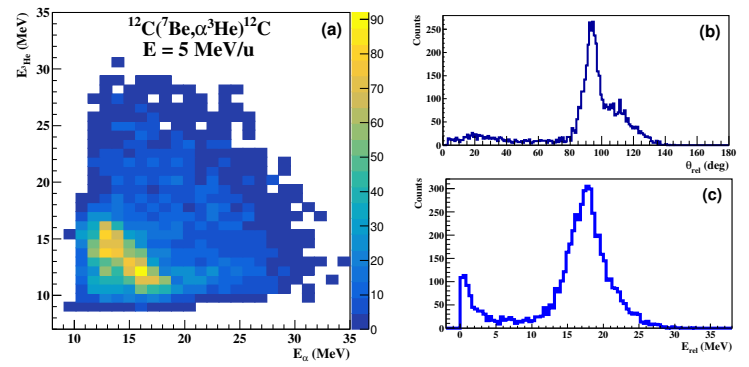 ¹²C(⁷Be,α³He)¹²C
E = 5 MeV/u
(a)
E³He (MeV)
35
30
25
20
15
10
10 15 20 25 30 35
Eα (MeV)
90
80
70
60
50
40
30
20
10
0
(b)
Counts
250
200
150
100
50
0
0 20 40 60 80 100 120 140 160 180
θrel (deg)
(c)
Counts
300
250
200
150
100
50
0
0 5 10 15 20 25 30 35
Erel (MeV)